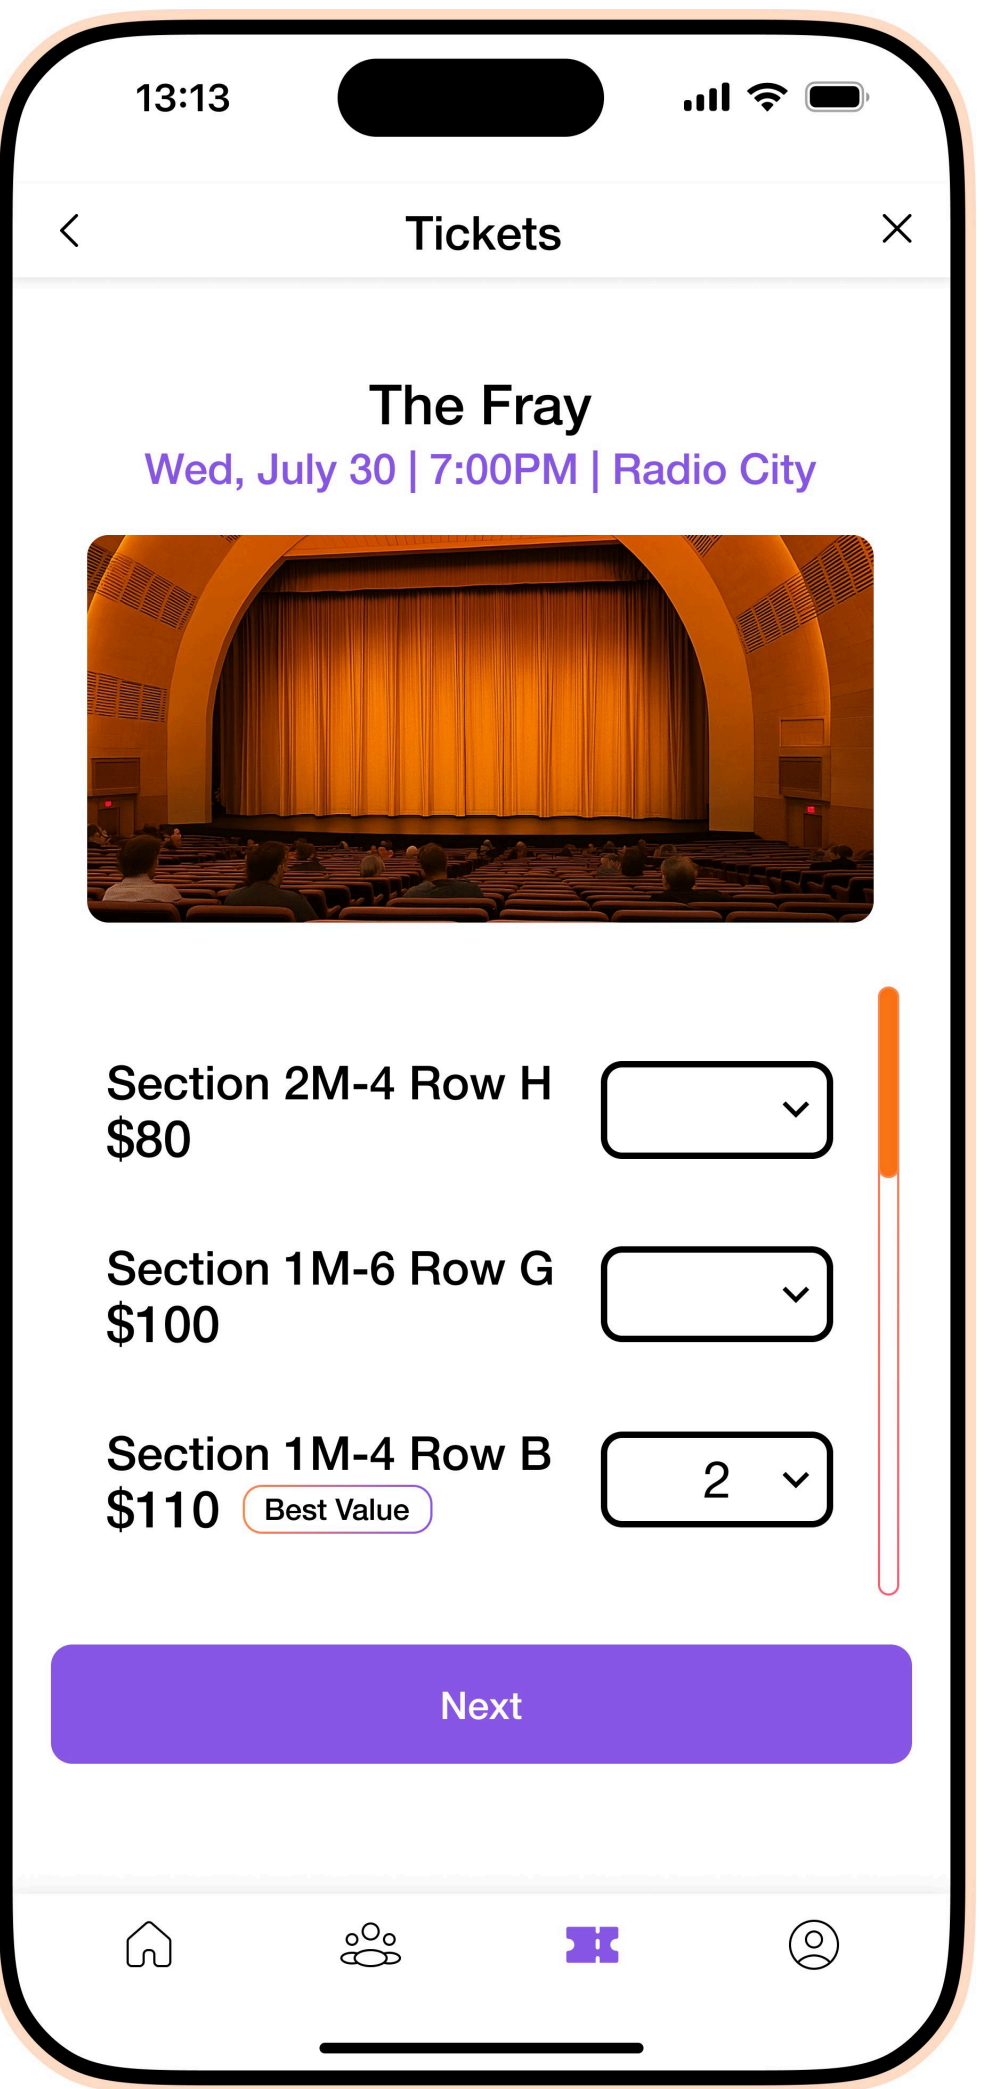 13:13
Tickets
The Fray
Wed, July 30 | 7:00PM | Radio City
Section 2M-4 Row H
$80
Section 1M-6 Row G
$100
Section 1M-4 Row B
$110 Best Value
2
Next